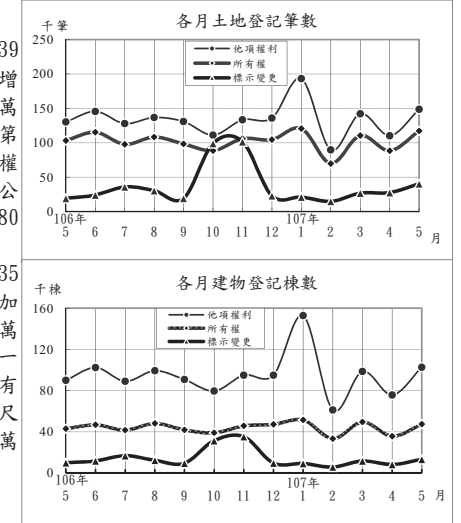 39
增
萬
第
權
公
80
35
加
萬
一
有
尺
萬
各月土地登記筆數
千筆
250
200
150
100
50
0
他項權利
所有權
標示變更
106年
107年
5 6 7 8 9 10 11 12 1 2 3 4 5 月
各月建物登記棟數
千棟
160
120
80
40
0
他項權利
所有權
標示變更
106年
107年
5 6 7 8 9 10 11 12 1 2 3 4 5 月